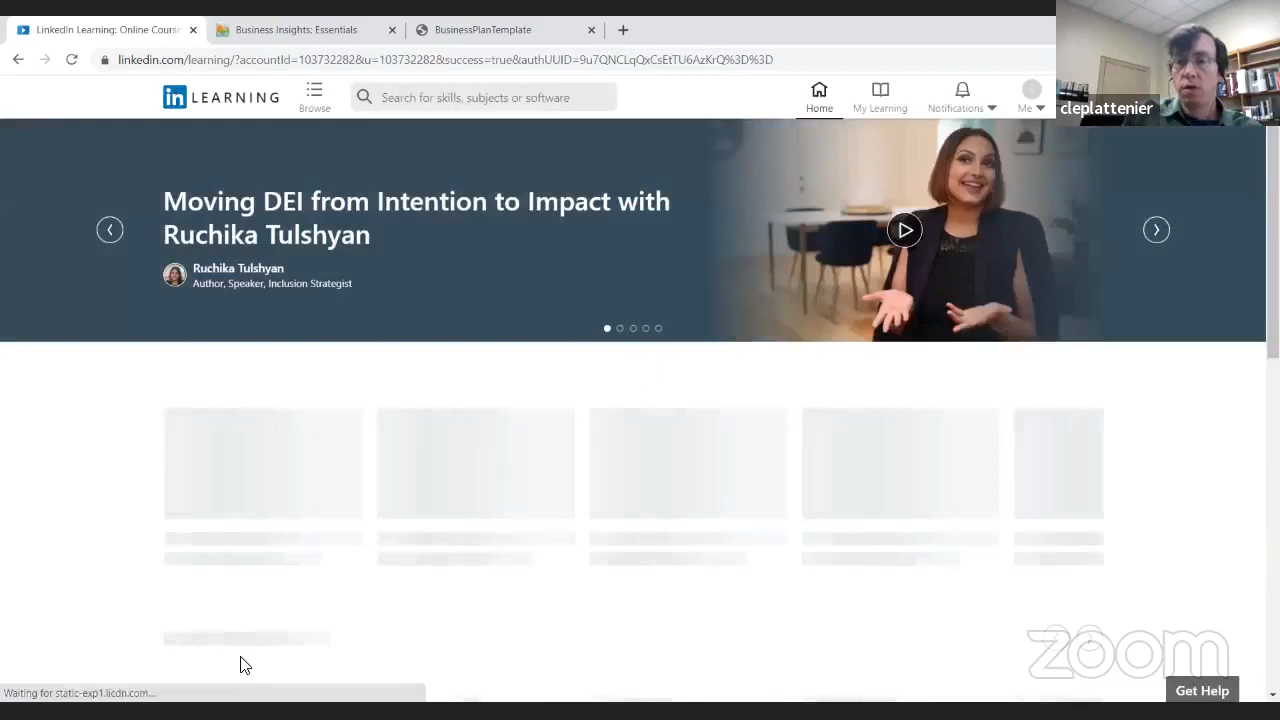 LinkedIn Learning: Online Cours
Business Insights: Essentials
BusinessPlanTemplate
linkedin.com/learning/?accountId=103732282&u=103732282&success=true&authUUID=9u7QNCLqQxCsEtTU6AzKrQ%3D%3D
cleplattenier
in LEARNING
Browse
Search for skills, subjects or software
Home
My Learning
Notifications
Me
Moving DEI from Intention to Impact with
Ruchika Tulshyan
Ruchika Tulshyan
Author, Speaker, Inclusion Strategist
zoom
Waiting for static-exp1.licdn.com...
Get Help